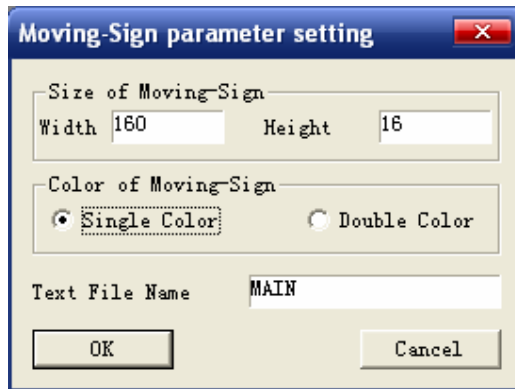 Moving-Sign parameter setting
Size of Moving-Sign
Width 160 Height 16
Color of Moving-Sign
Single Color Double Color
Text File Name MAIN
OK Cancel